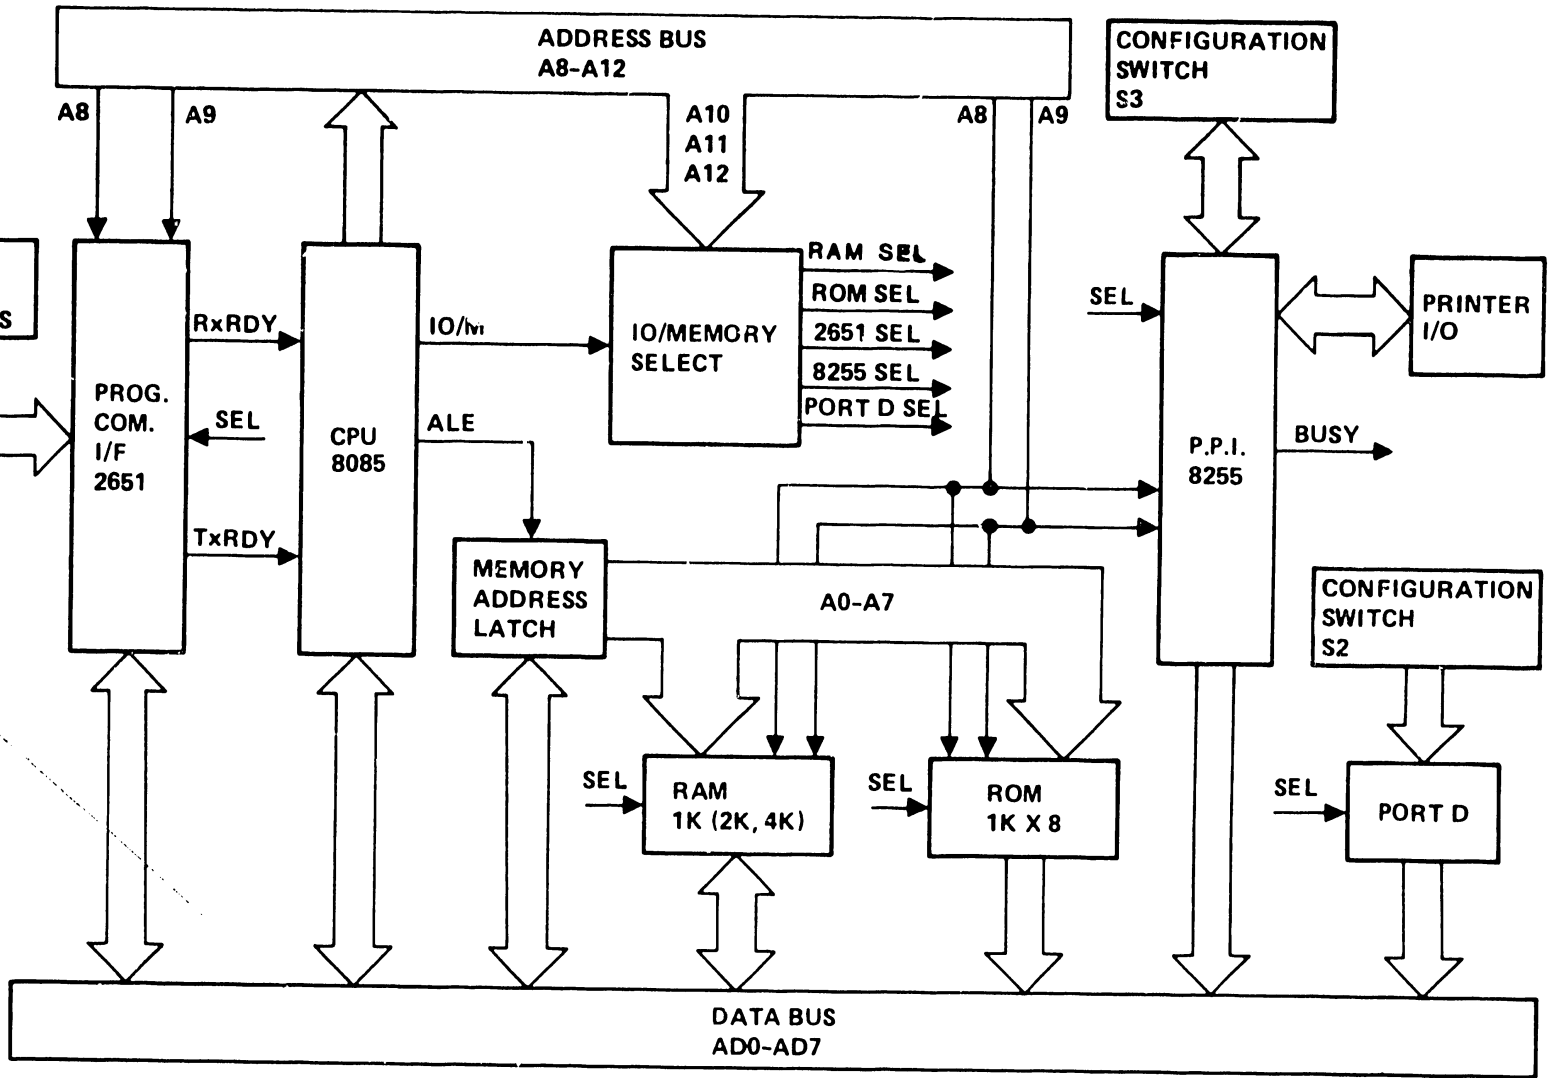 ADDRESS BUS
A8-A12
CONFIGURATION
SWITCH
S3
A8
A9
A10
A11
A12
A8
A9
S
RxRDY
IO/M
RAM SEL
ROM SEL
2651 SEL
8255 SEL
PORT D SEL
IO/MEMORY
SELECT
SEL
PRINTER
I/O
PROG.
COM.
I/F
2651
SEL
CPU
8085
ALE
P.P.I.
8255
BUSY
TxRDY
MEMORY
ADDRESS
LATCH
A0-A7
CONFIGURATION
SWITCH
S2
SEL
RAM
1K (2K, 4K)
SEL
ROM
1K X 8
SEL
PORT D
DATA BUS
AD0-AD7